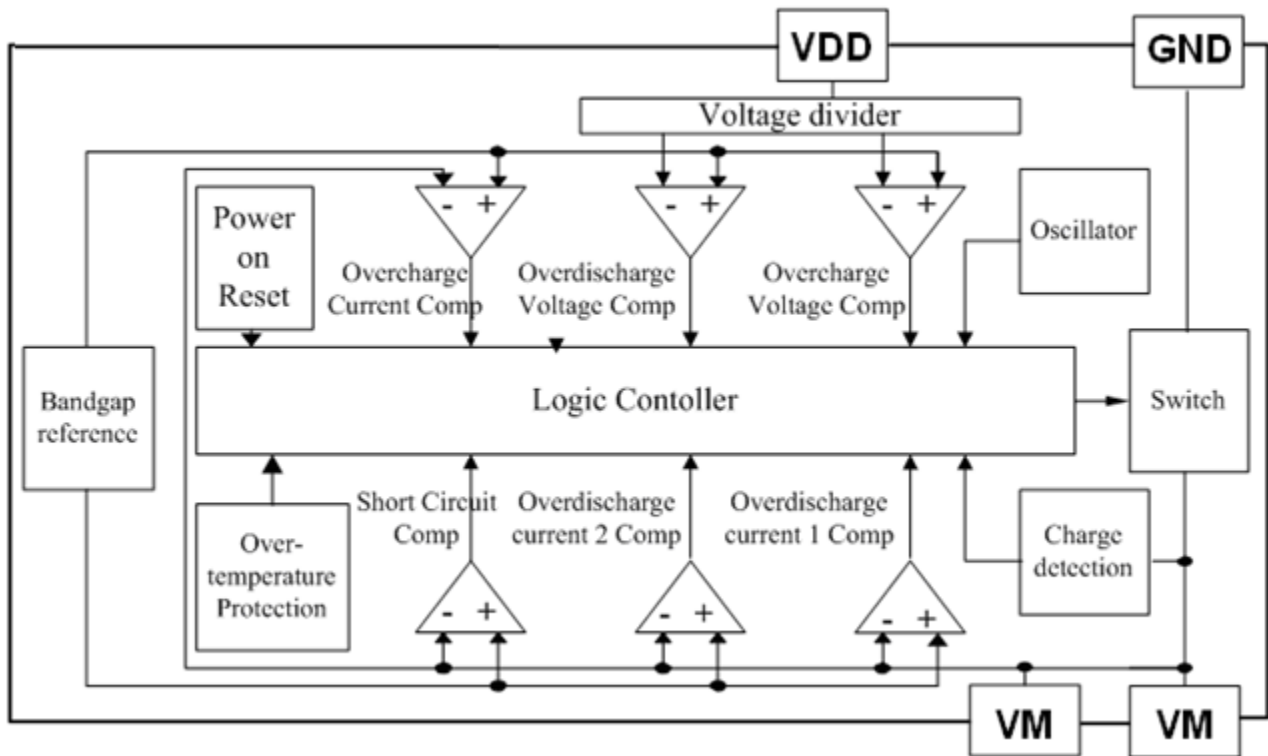 VDD
GND
Voltage divider
- +
- +
- +
Power
on
Reset
Oscillator
Overcharge
Current Comp
Overdischarge
Voltage Comp
Overcharge
Voltage Comp
Bandgap
reference
Logic Contoller
Switch
Short Circuit
Comp
Overdischarge
current 2 Comp
Overdischarge
current 1 Comp
Over-
temperature
Protection
Charge
detection
- +
- +
- +
VM
VM